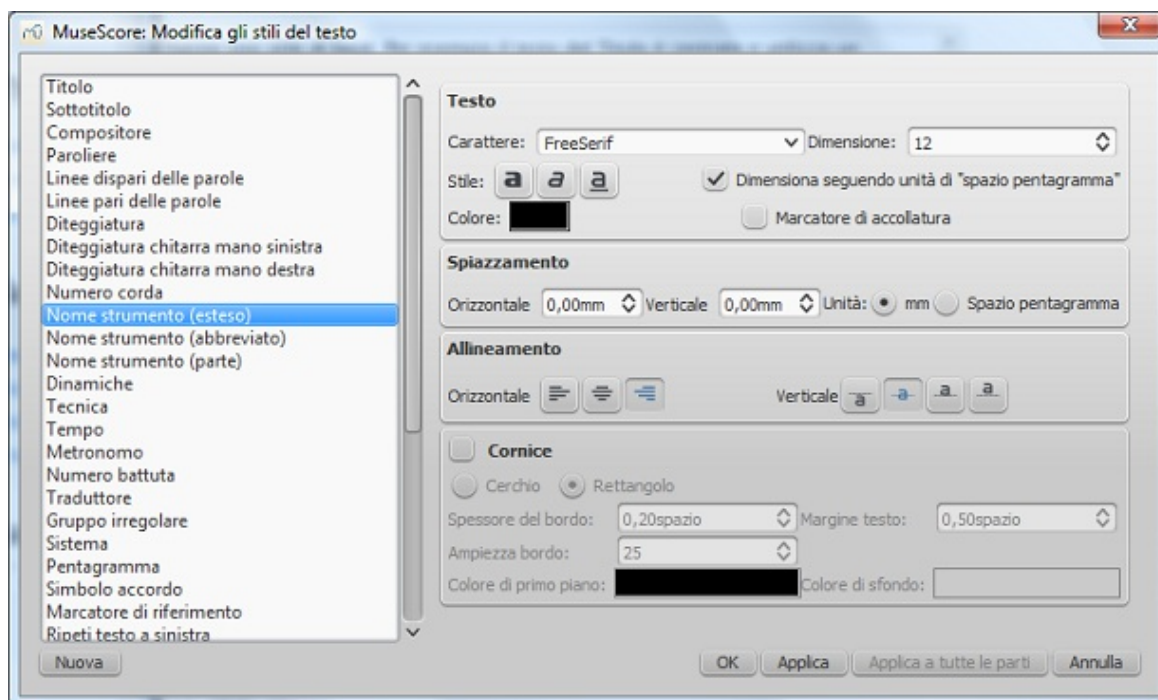 MuseScore: Modifica gli stili del testo
Titolo
Sottotitolo
Compositore
Paroliere
Linee dispari delle parole
Linee pari delle parole
Diteggiatura
Diteggiatura chitarra mano sinistra
Diteggiatura chitarra mano destra
Numero corda
Nome strumento (esteso)
Nome strumento (abbreviato)
Nome strumento (parte)
Dinamiche
Tecnica
Tempo
Metronomo
Numero battuta
Traduttore
Gruppo irregolare
Sistema
Pentagramma
Simbolo accordo
Marcatore di riferimento
Ripeti testo a sinistra
Nuova
Testo
Carattere: FreeSerif Dimensione: 12
Stile: a a a Dimensiona seguendo unità di "spazio pentagramma"
Colore: Marcatore di accollatura
Spiazzamento
Orizzontale 0,00mm Verticale 0,00mm Unità: mm Spazio pentagramma
Allineamento
Orizzontale Verticale a a a a
Cornice
Cerchio Rettangolo
Spessore del bordo: 0,20spazio Margine testo: 0,50spazio
Ampiezza bordo: 25
Colore di primo piano: Colore di sfondo:
OK Applica Applica a tutte le parti Annulla